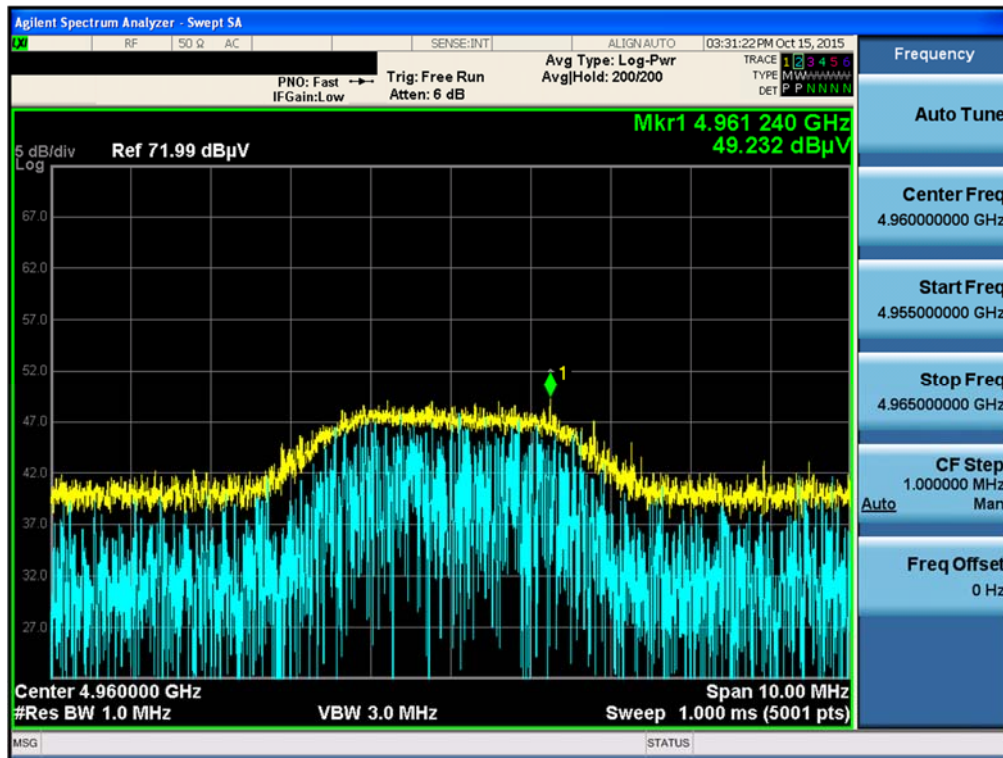 Agilent Spectrum Analyzer - Swept SA
LXI RF 50 Ω AC SENSE:INT ALIGNAUTO 03:31:22 PM Oct 15, 2015
PNO: Fast
IFGain:Low
Trig: Free Run
Atten: 6 dB
Avg Type: Log-Pwr
Avg|Hold: 200/200
TRACE 1 2 3 4 5 6
TYPE M W
DET P P N N N N
Mkr1 4.961 240 GHz
49.232 dBµV
5 dB/div Ref 71.99 dBµV
Log
67.0
62.0
57.0
52.0
47.0
42.0
37.0
32.0
27.0
1
Center 4.960000 GHz Span 10.00 MHz
#Res BW 1.0 MHz VBW 3.0 MHz Sweep 1.000 ms (5001 pts)
MSG STATUS
Frequency
Auto Tune
Center Freq
4.960000000 GHz
Start Freq
4.955000000 GHz
Stop Freq
4.965000000 GHz
CF Step
1.000000 MHz
Auto Man
Freq Offset
0 Hz